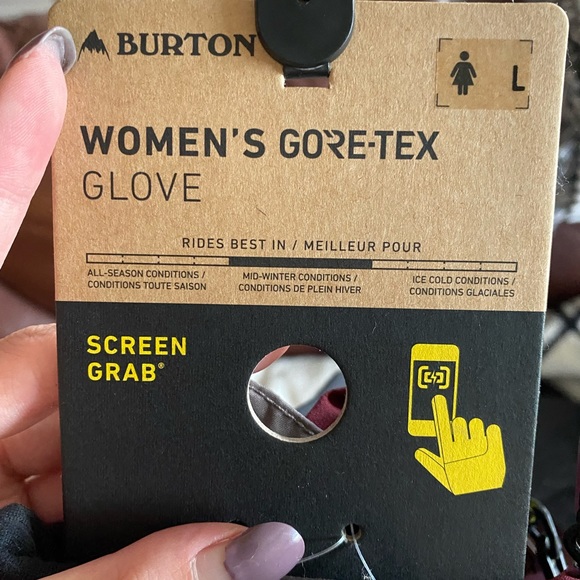 BURTON
L
WOMEN'S GORE-TEX
GLOVE
RIDES BEST IN / MEILLEUR POUR
ALL-SEASON CONDITIONS /
CONDITIONS TOUTE SAISON
MID-WINTER CONDITIONS /
CONDITIONS DE PLEIN HIVER
ICE COLD CONDITIONS /
CONDITIONS GLACIALES
SCREEN
GRAB®